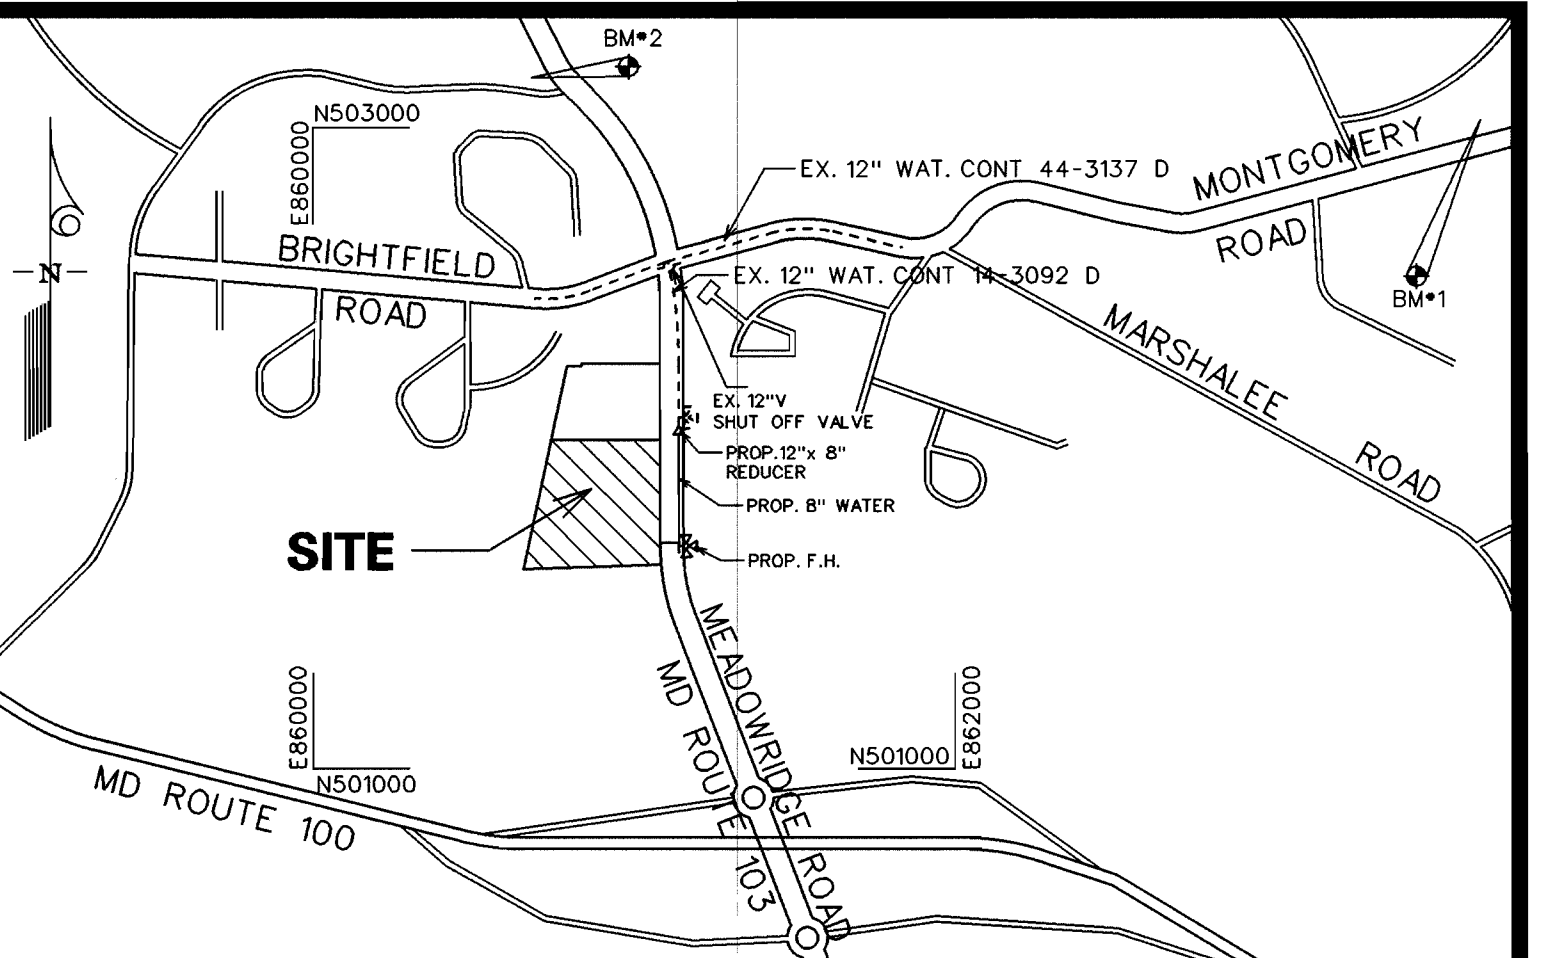 BM#2
N503000
E860000
EX. 12" WAT. CONT 44-3137 D
MONTGOMERY
ROAD
BRIGHTFIELD
ROAD
N
EX. 12" WAT. CONT 14-3092 D
BM#1
MARSHALEE
ROAD
EX. 12"V
SHUT OFF VALVE
PROP.12"x 8"
REDUCER
PROP. 8" WATER
SITE
PROP. F.H.
MEADOWRIDGE ROAD
MD ROUTE 103
E860000
N501000
E862000
N501000
MD ROUTE 100